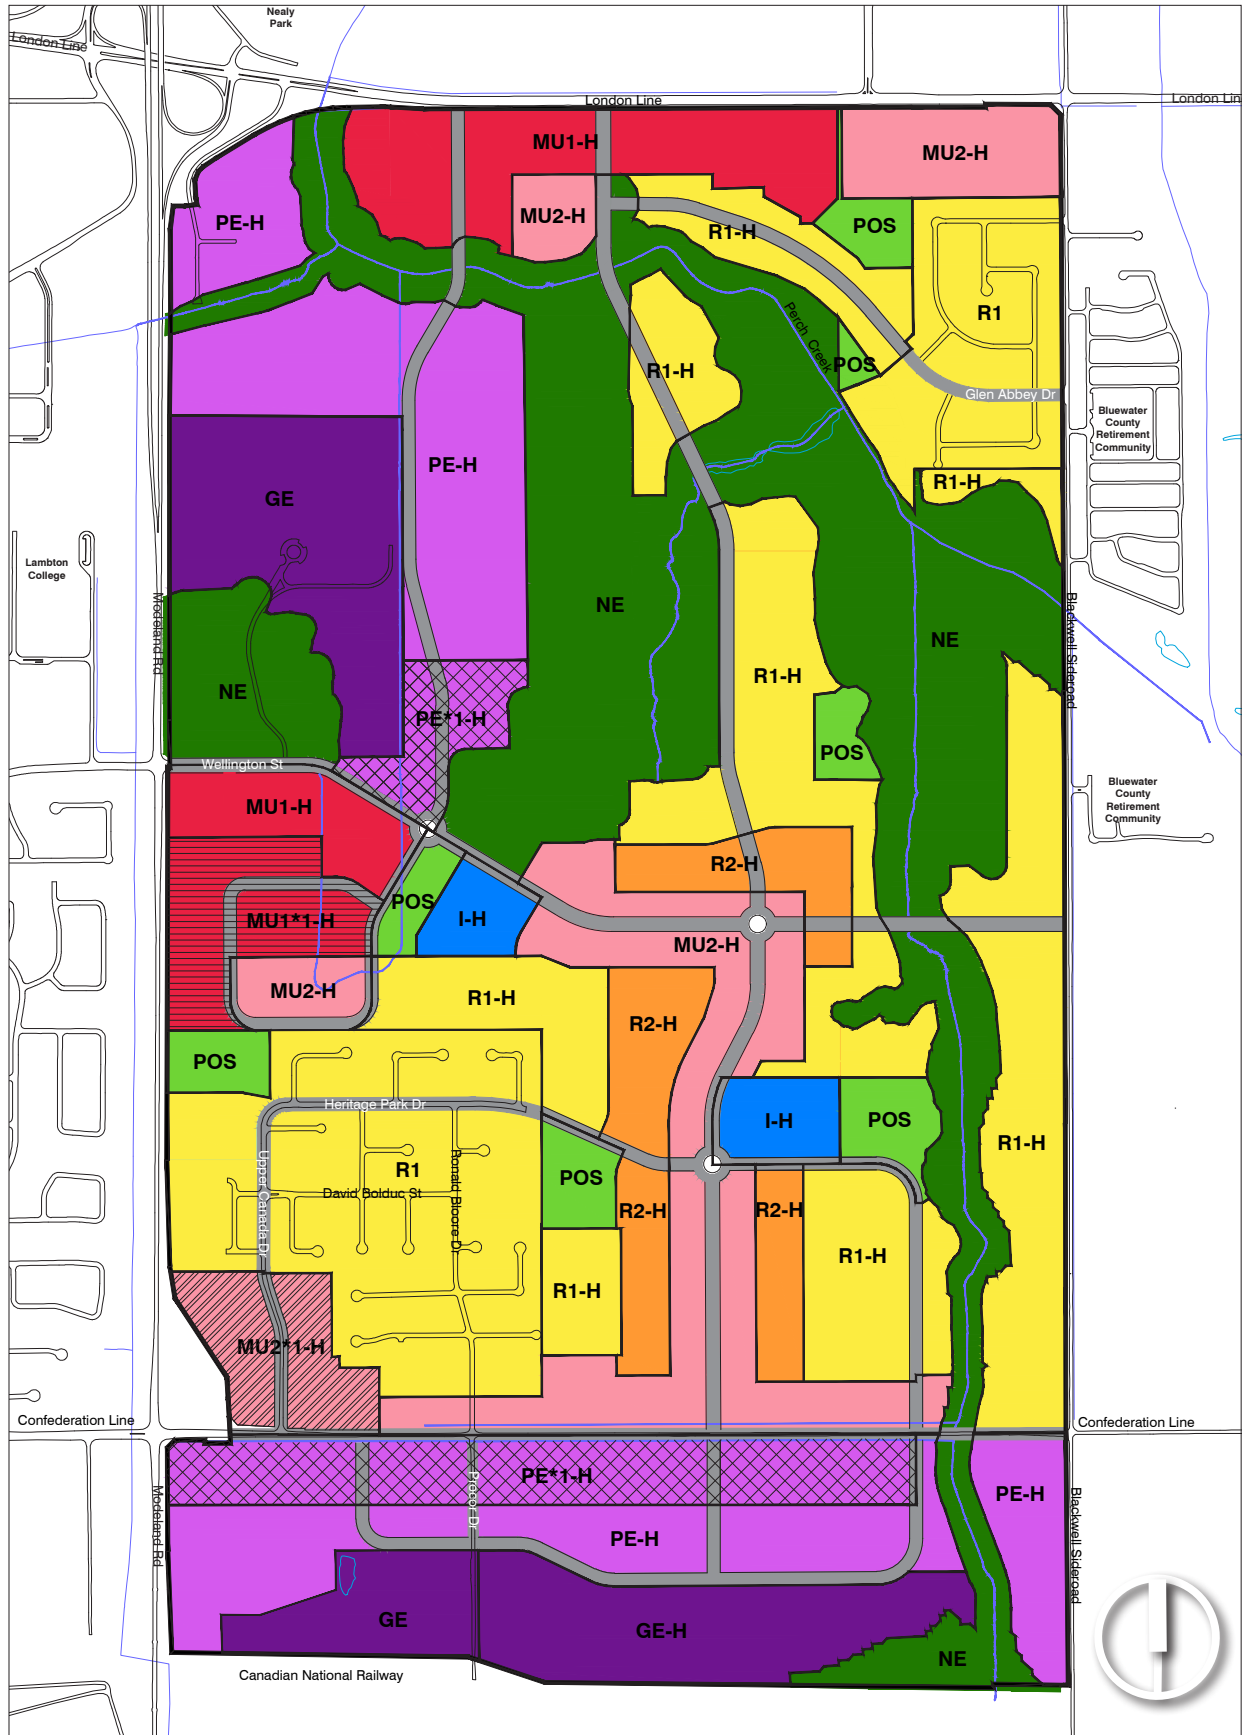 Nealy
Park
London Line
London Line
London Lin
MU1-H
MU2-H
MU2-H
PE-H
POS
R1-H
R1
Perch Creek
POS
R1-H
Glen Abbey Dr
Bluewater
County
Retirement
Community
PE-H
R1-H
GE
Lambton
College
Modeland Rd
NE
Blackwell Sideroad
NE
R1-H
NE
PE*1-H
POS
Wellington St
Bluewater
County
Retirement
Community
MU1-H
R2-H
POS
I-H
MU1*1-H
MU2-H
MU2-H
R1-H
R2-H
POS
Heritage Park Dr
I-H
POS
R1-H
R1
Ronald Bloore Dr
POS
David Bolduc St
Upper Canada Dr
R2-H
R2-H
R1-H
R1-H
MU2*1-H
Confederation Line
Confederation Line
PE*1-H
Procor Dr
PE-H
Modeland Rd
Blackwell Sideroad
PE-H
GE
GE-H
NE
Canadian National Railway